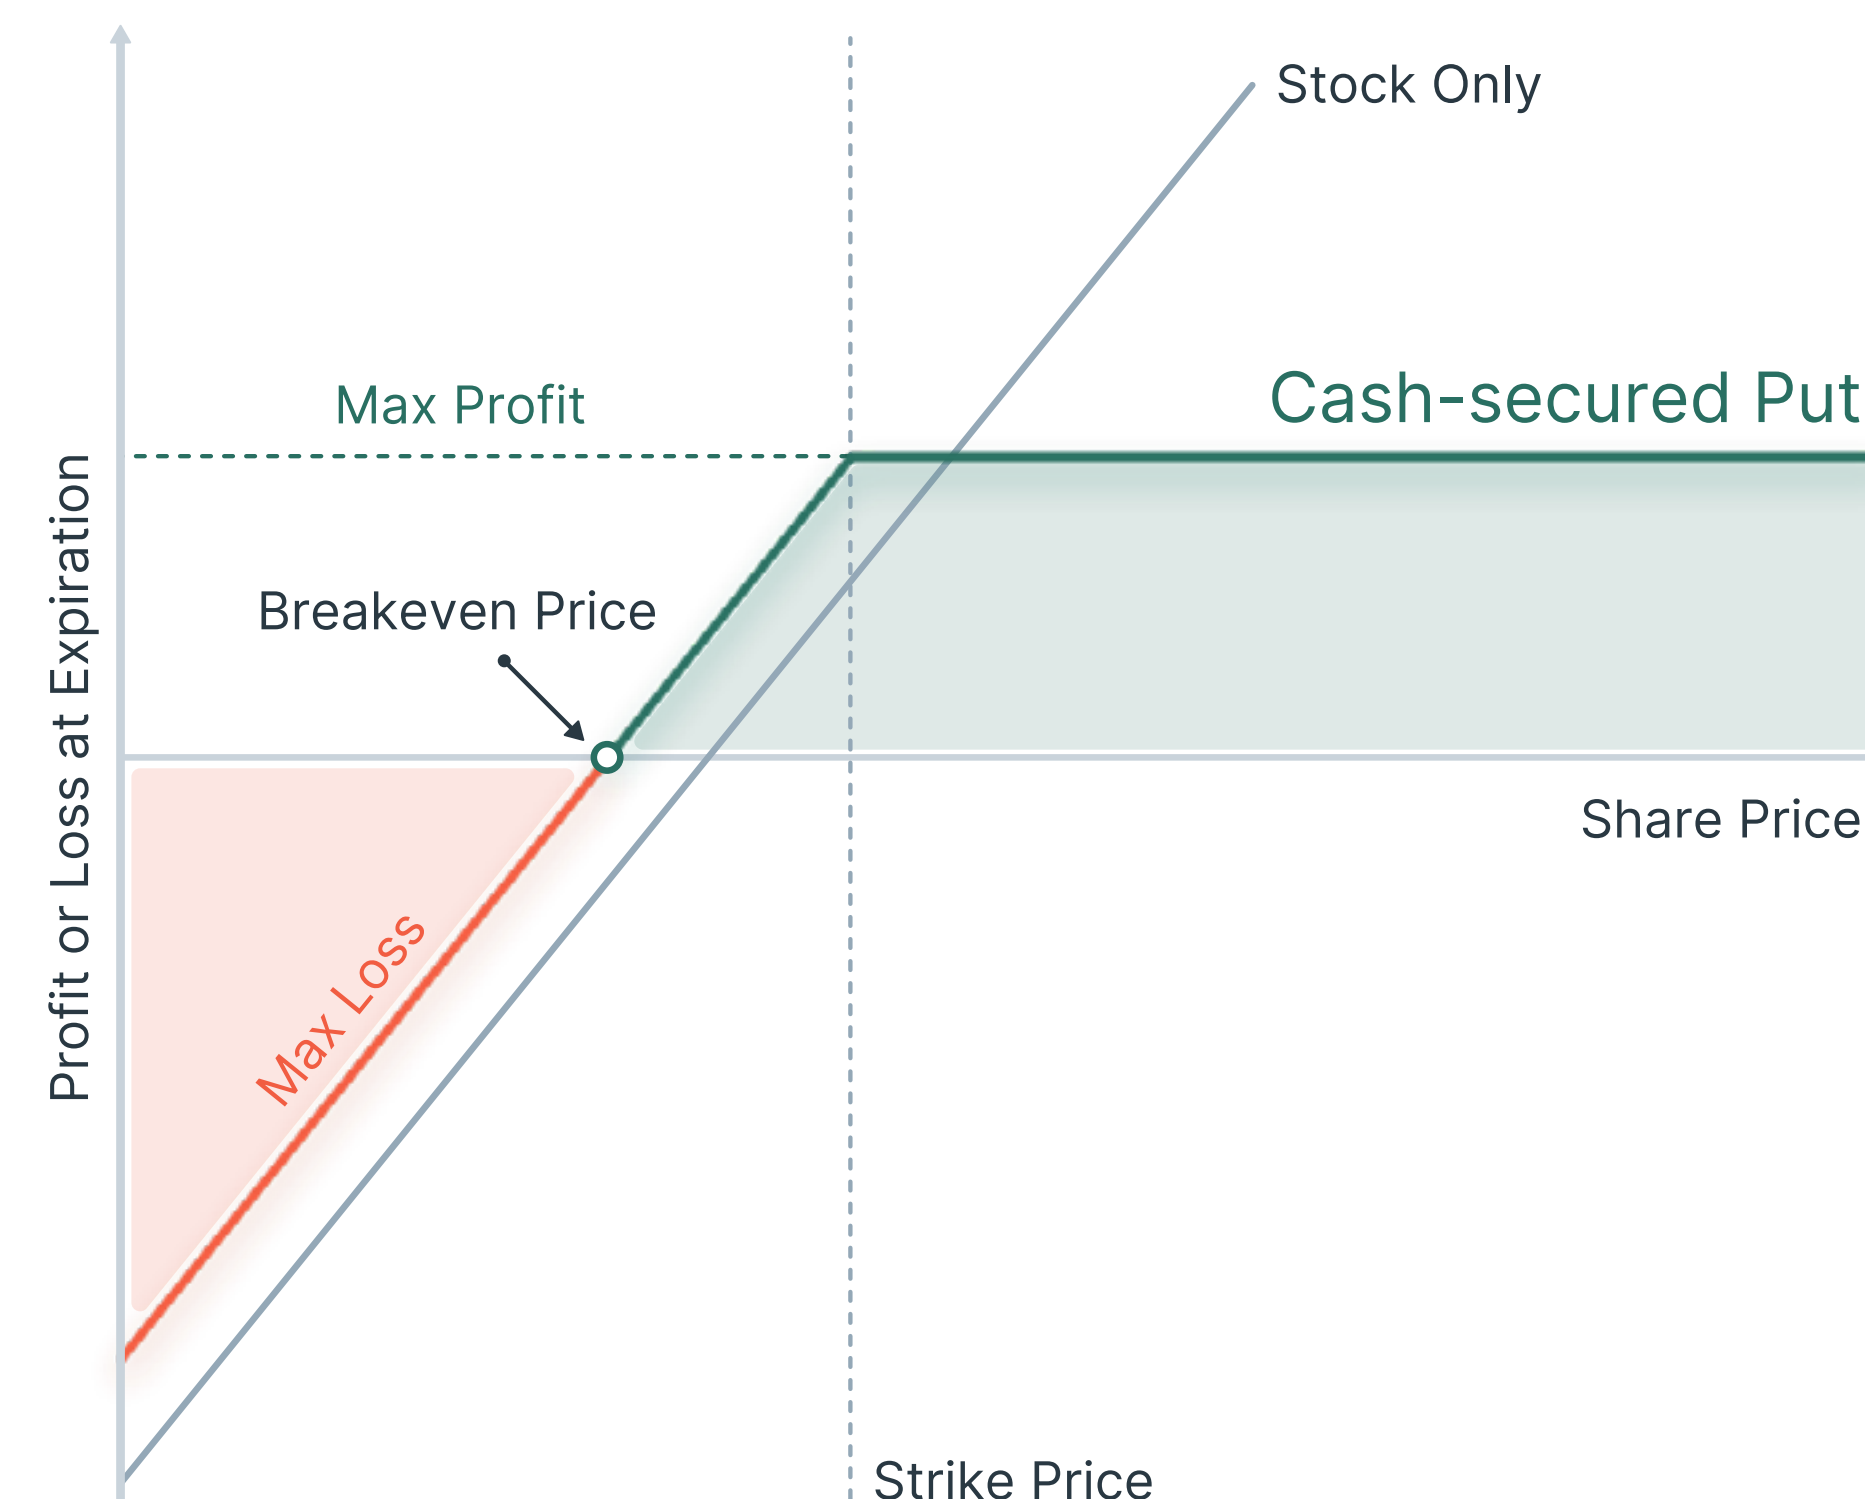 Stock Only
Cash-secured Put
Max Profit
Breakeven Price
Profit or Loss at Expiration
Share Price
Max Loss
Strike Price